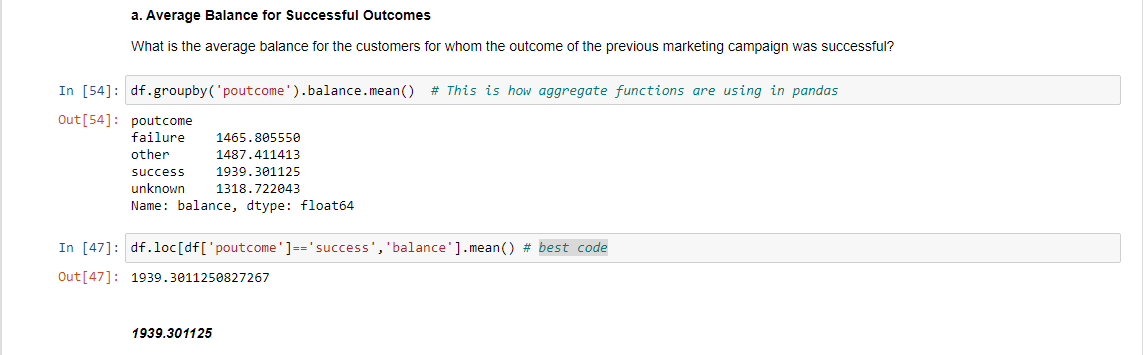 a. Average Balance for Successful Outcomes
What is the average balance for the customers for whom the outcome of the previous marketing campaign was successful?
In [54]: df.groupby('poutcome').balance.mean()  # This is how aggregate functions are using in pandas
Out[54]: poutcome
failure    1465.805550
other      1487.411413
success    1939.301125
unknown    1318.722043
Name: balance, dtype: float64
In [47]: df.loc[df['poutcome']=='success','balance'].mean() # best code
Out[47]: 1939.3011250827267
1939.301125